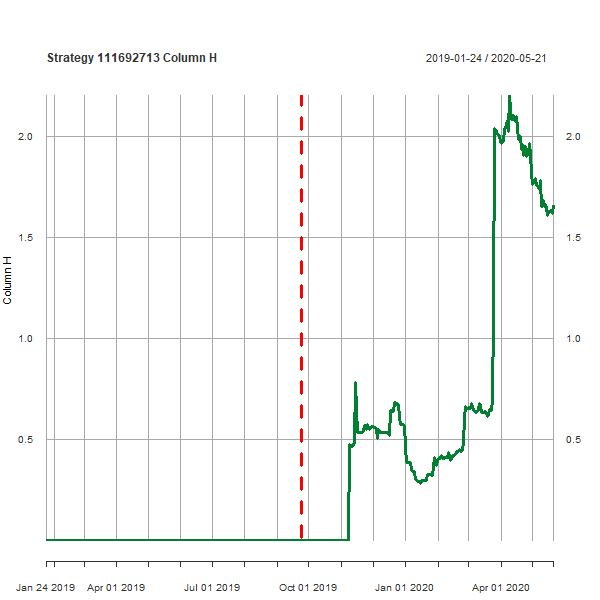 Strategy 111692713 Column H
2019-01-24 / 2020-05-21
Column H
2.0
2.0
1.5
1.5
1.0
1.0
0.5
0.5
Jan 24 2019
Apr 01 2019
Jul 01 2019
Oct 01 2019
Jan 01 2020
Apr 01 2020